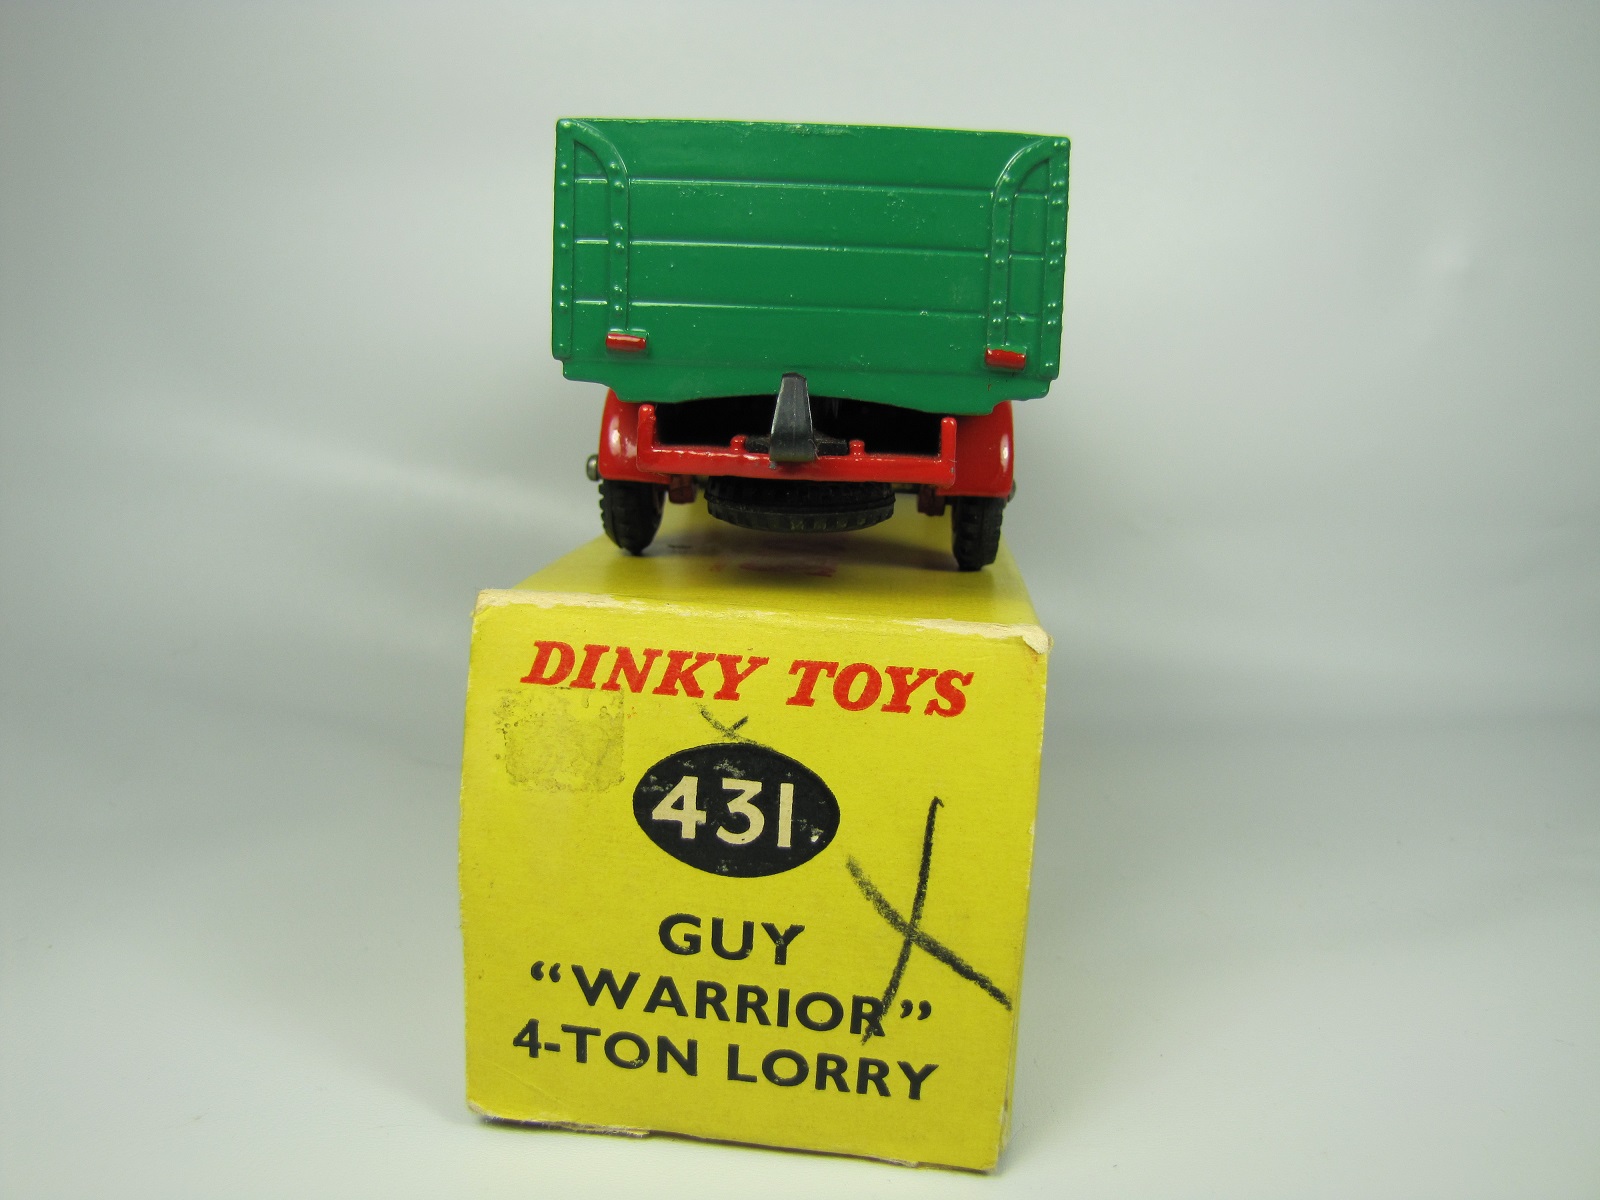 DINKY TOYS
431
GUY
“WARRIOR”
4-TON LORRY